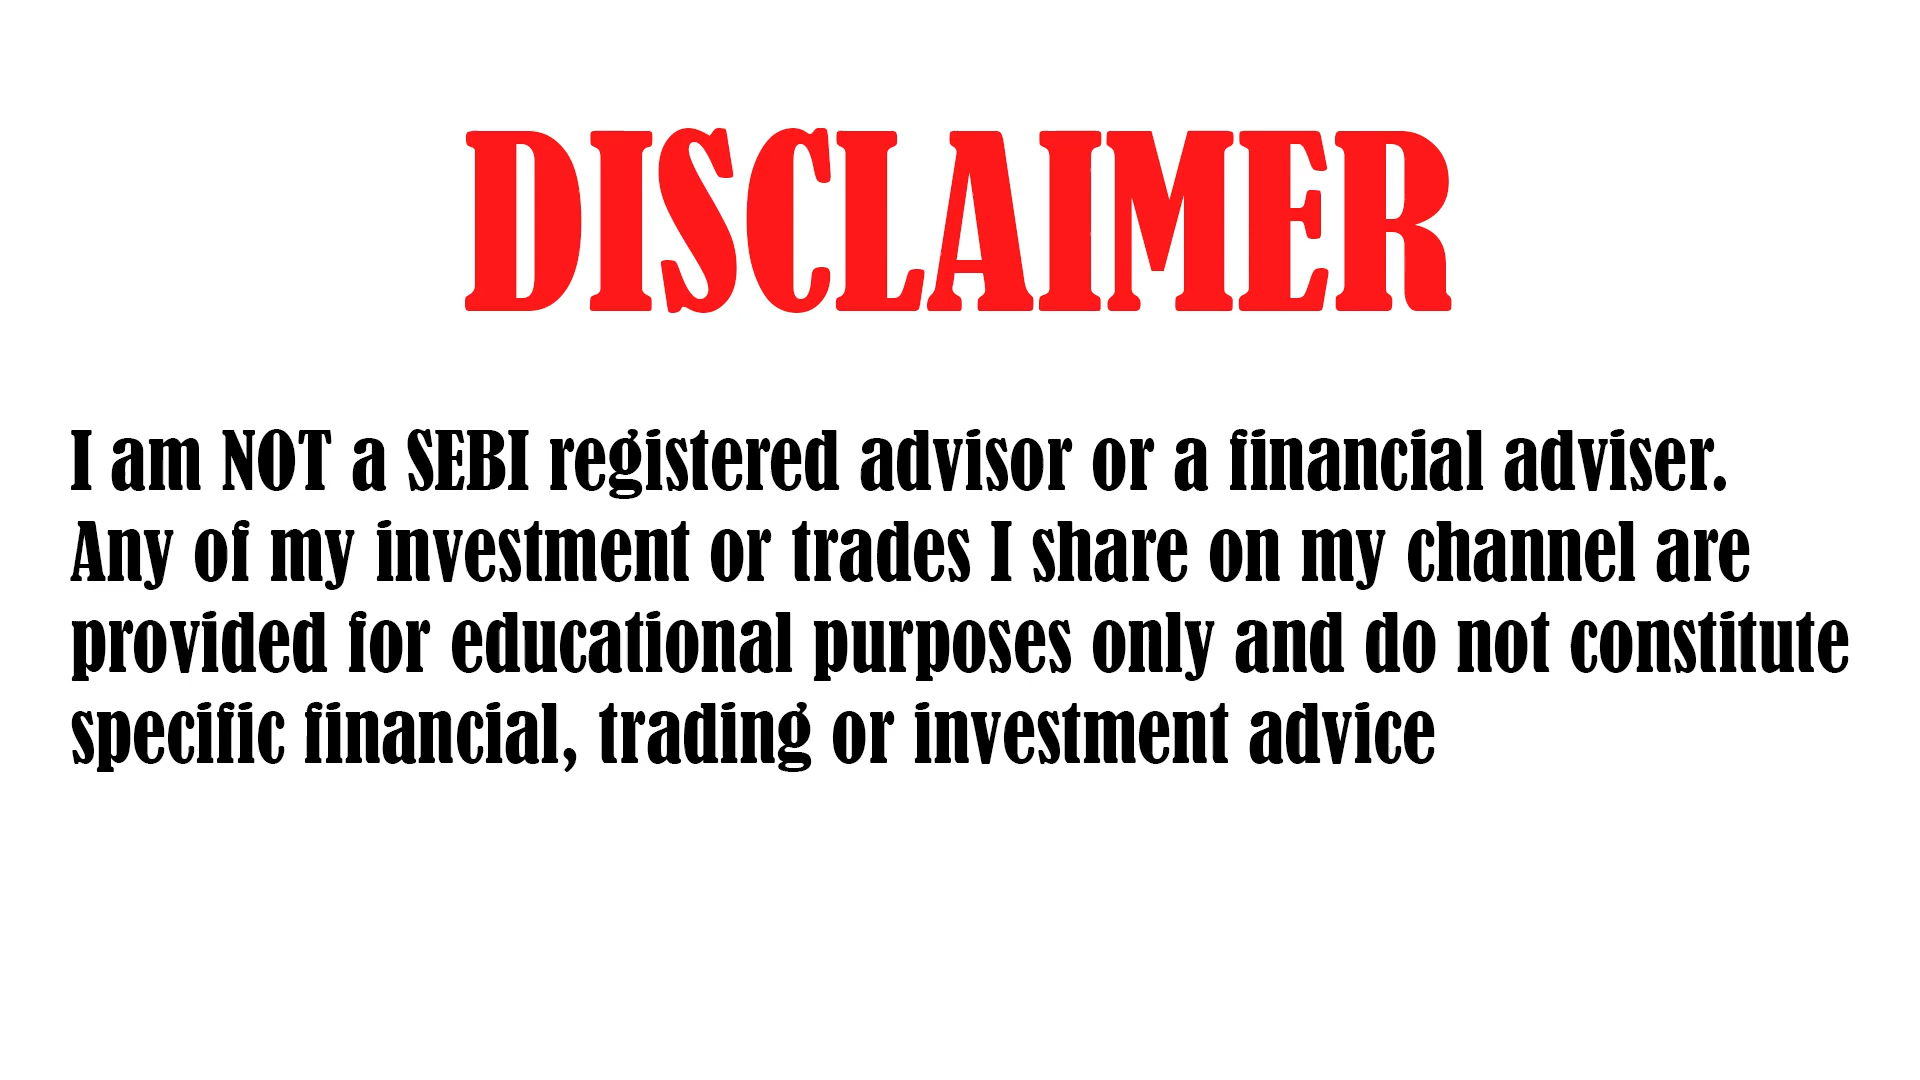 DISCLAIMER
I am NOT a SEBI registered advisor or a financial adviser.
Any of my investment or trades I share on my channel are
provided for educational purposes only and do not constitute
specific financial, trading or investment advice